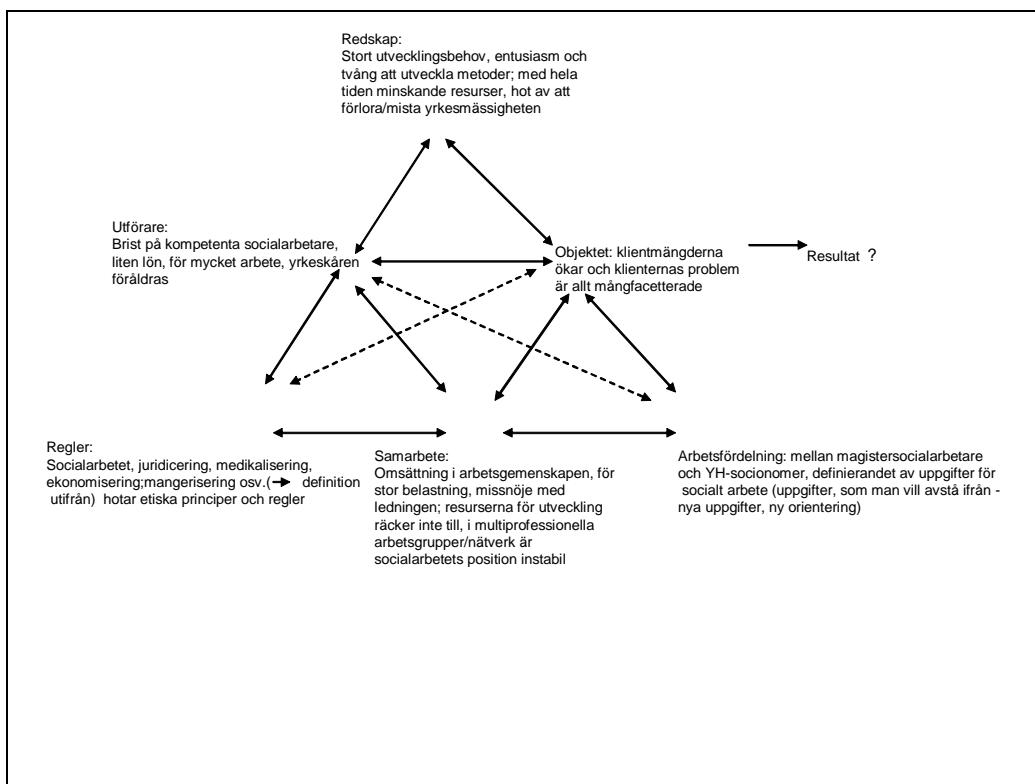 Redskap:
Stort utvecklingsbehov, entusiasm och
tvång att utveckla metoder; med hela
tiden minskande resurser, hot av att
förlora/mista yrkesmässigheten
Utförare:
Brist på kompetenta socialarbetare,
liten lön, för mycket arbete, yrkeskåren
föråldras
Objektet: klientmängderna
ökar och klienternas problem
är allt mångfacetterade
Resultat ?
Regler:
Socialarbetet, juridicering, medikalisering,
ekonomisering;mangerisering osv.(→ definition
utifrån) hotar etiska principer och regler
Samarbete:
Omsättning i arbetsgemenskapen, för
stor belastning, missnöje med
ledningen; resurserna för utveckling
räcker inte till, i multiprofessionella
arbetsgrupper/nätverk är
socialarbetets position instabil
Arbetsfördelning: mellan magistersocialarbetare
och YH-socionomer, definierandet av uppgifter för
socialt arbete (uppgifter, som man vill avstå ifrån -
nya uppgifter, ny orientering)